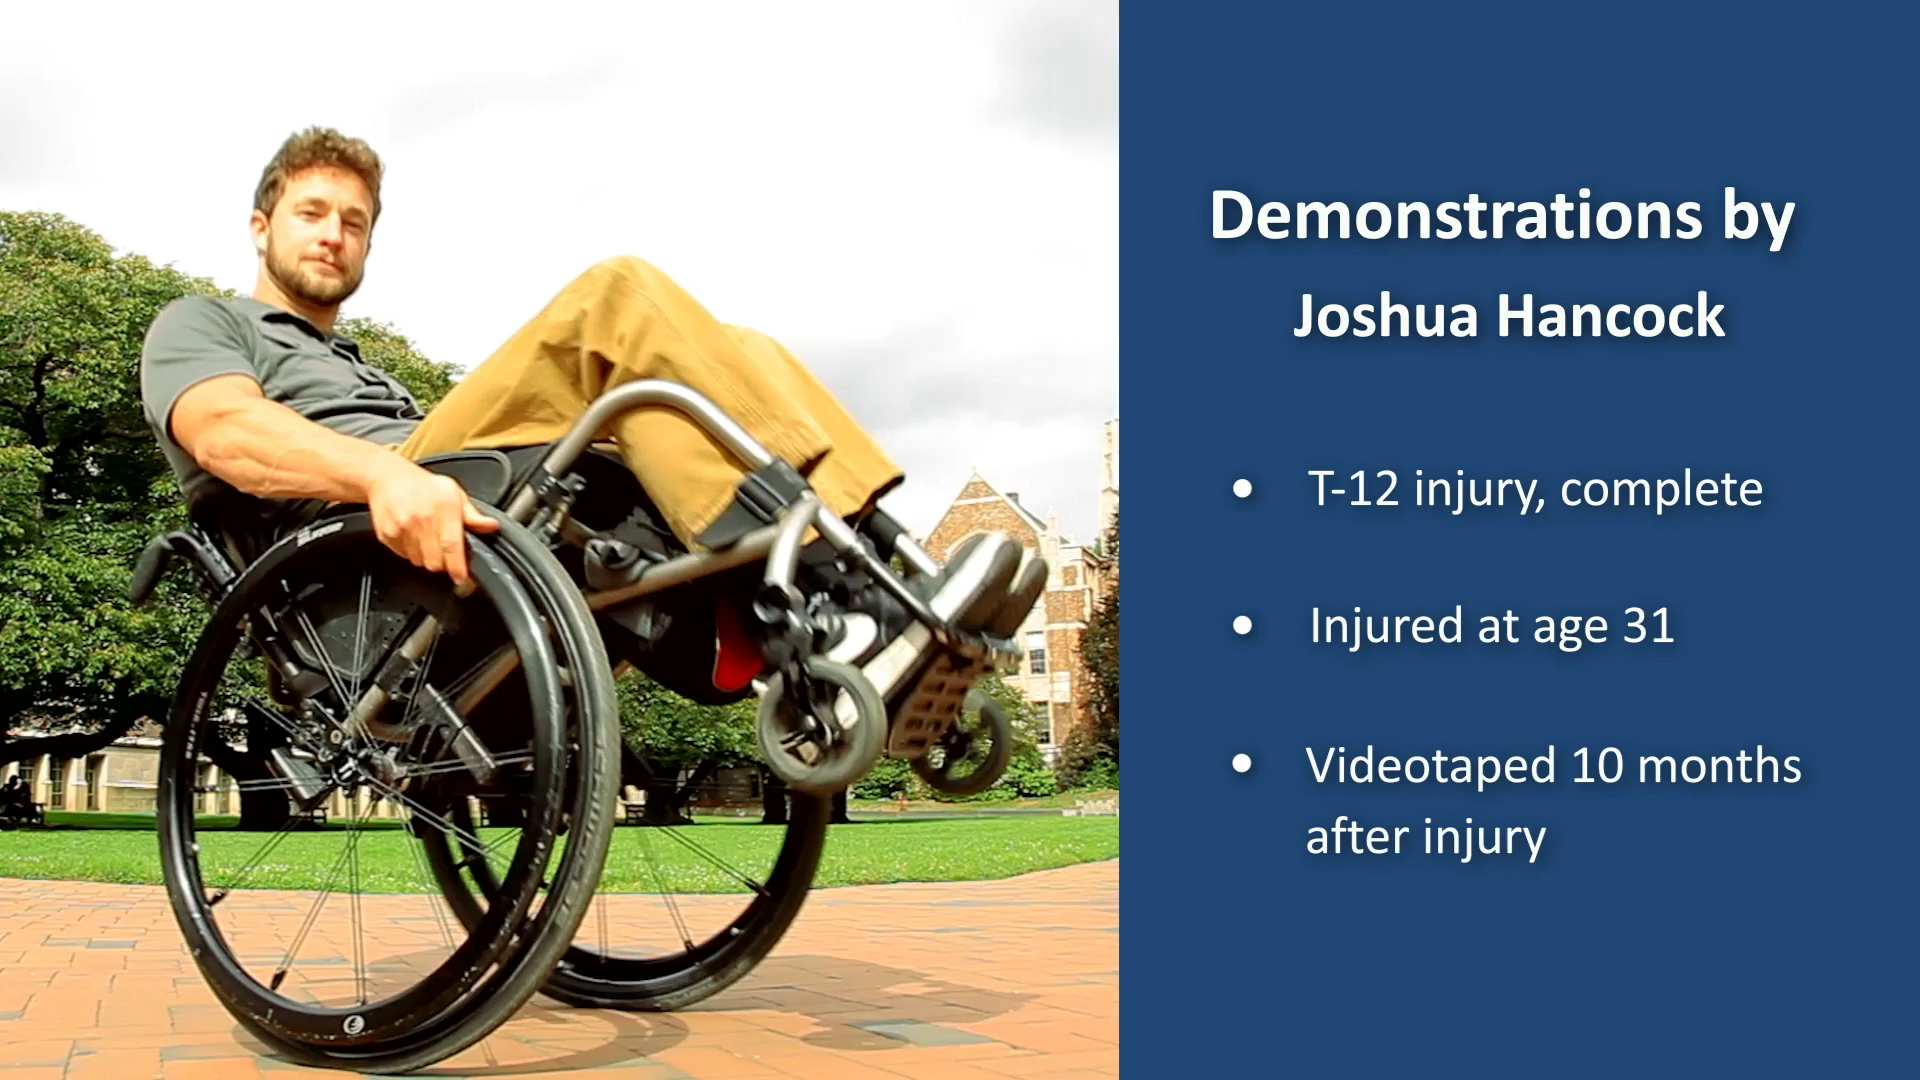 Demonstrations by
Joshua Hancock
• T-12 injury, complete
• Injured at age 31
• Videotaped 10 months
after injury